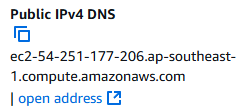 Public IPv4 DNS
ec2-54-251-177-206.ap-southeast-
1.compute.amazonaws.com
| open address